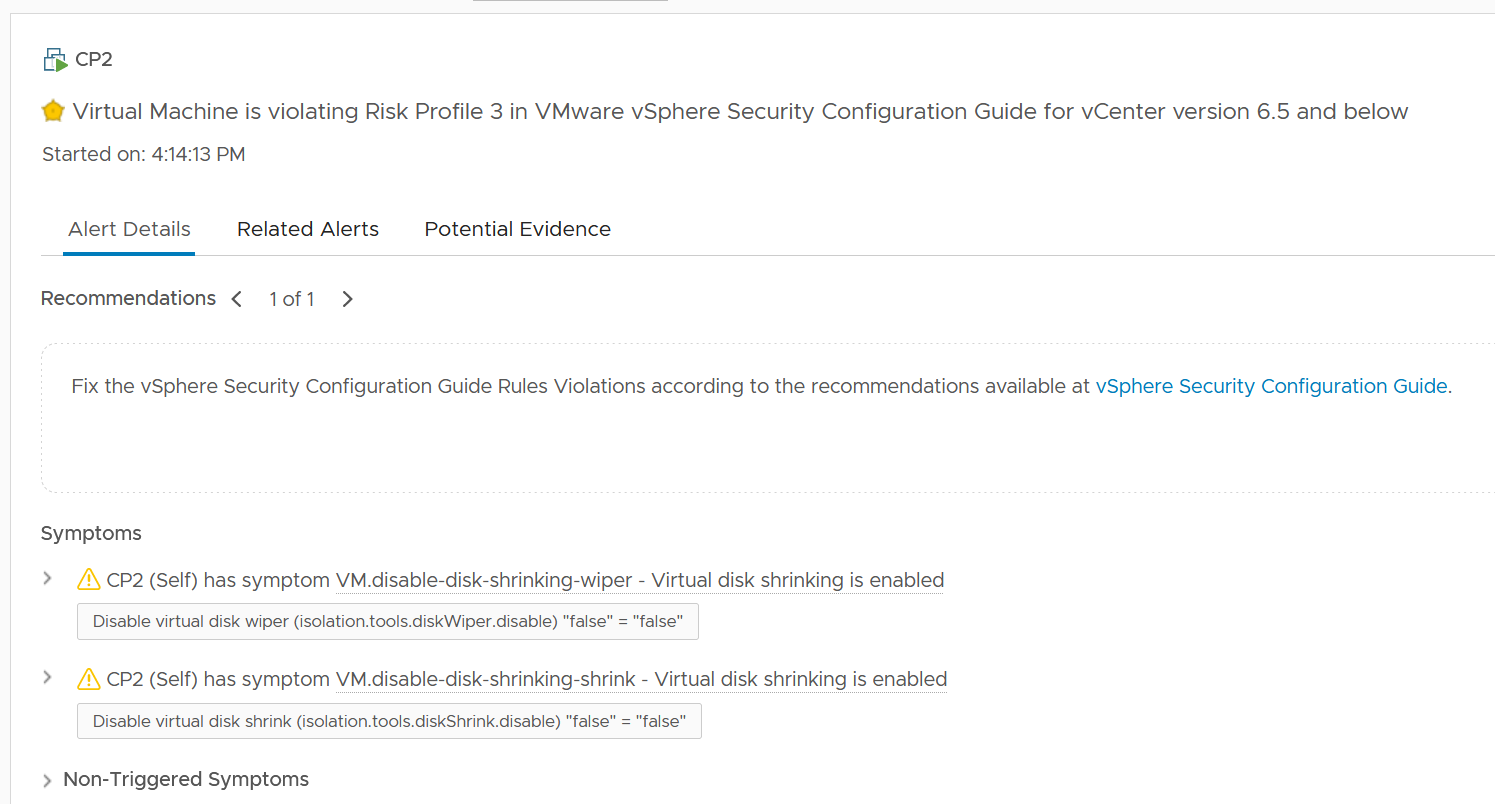 CP2
Virtual Machine is violating Risk Profile 3 in VMware vSphere Security Configuration Guide for vCenter version 6.5 and below
Started on: 4:14:13 PM
Alert Details Related Alerts Potential Evidence
Recommendations 1 of 1
Fix the vSphere Security Configuration Guide Rules Violations according to the recommendations available at vSphere Security Configuration Guide.
Symptoms
CP2 (Self) has symptom VM.disable-disk-shrinking-wiper - Virtual disk shrinking is enabled
Disable virtual disk wiper (isolation.tools.diskWiper.disable) "false" = "false"
CP2 (Self) has symptom VM.disable-disk-shrinking-shrink - Virtual disk shrinking is enabled
Disable virtual disk shrink (isolation.tools.diskShrink.disable) "false" = "false"
Non-Triggered Symptoms